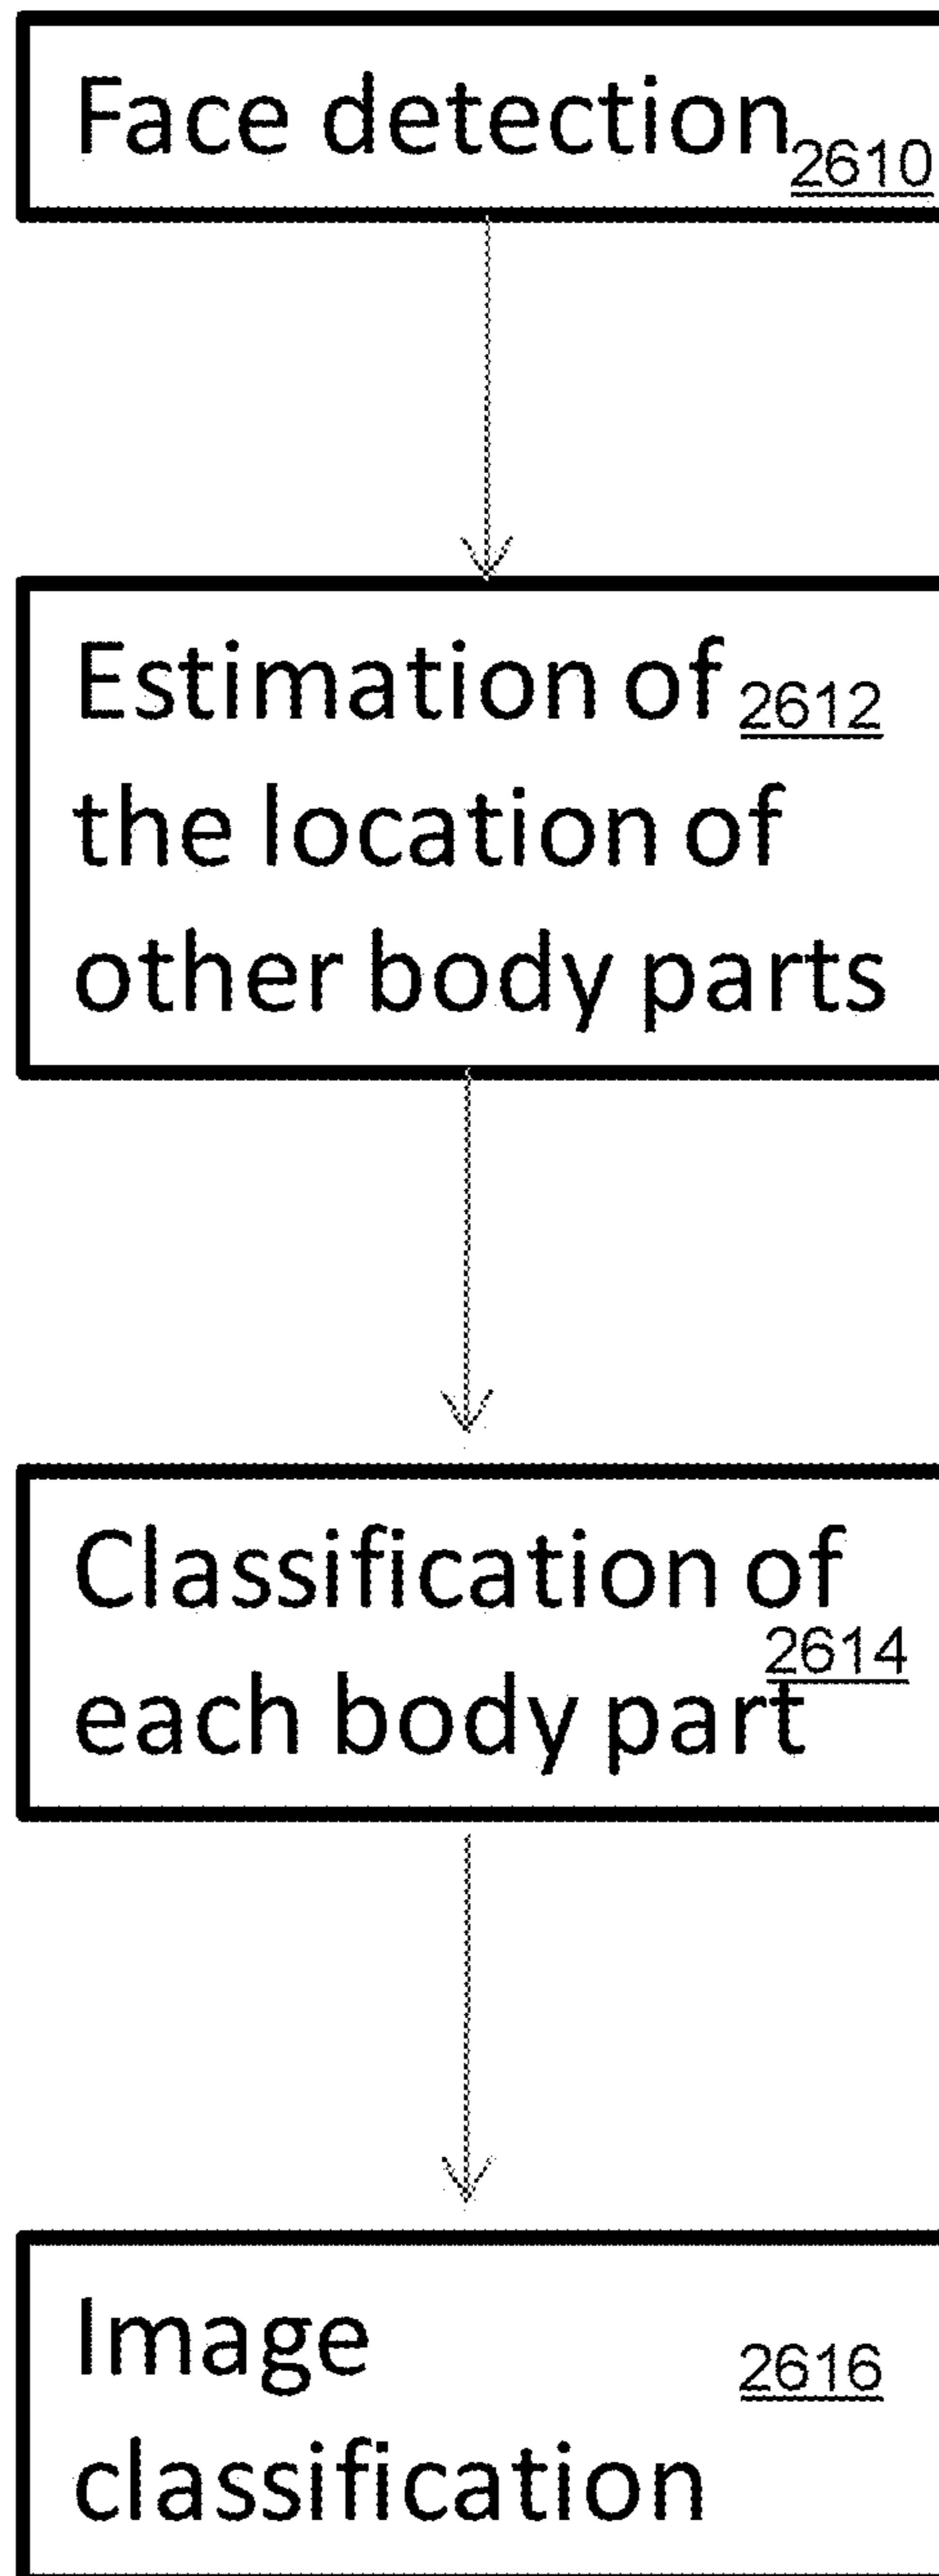 Face detection 2610
Estimation of 2612
the location of
other body parts
Classification of
2614
each body part
Image 2616
classification